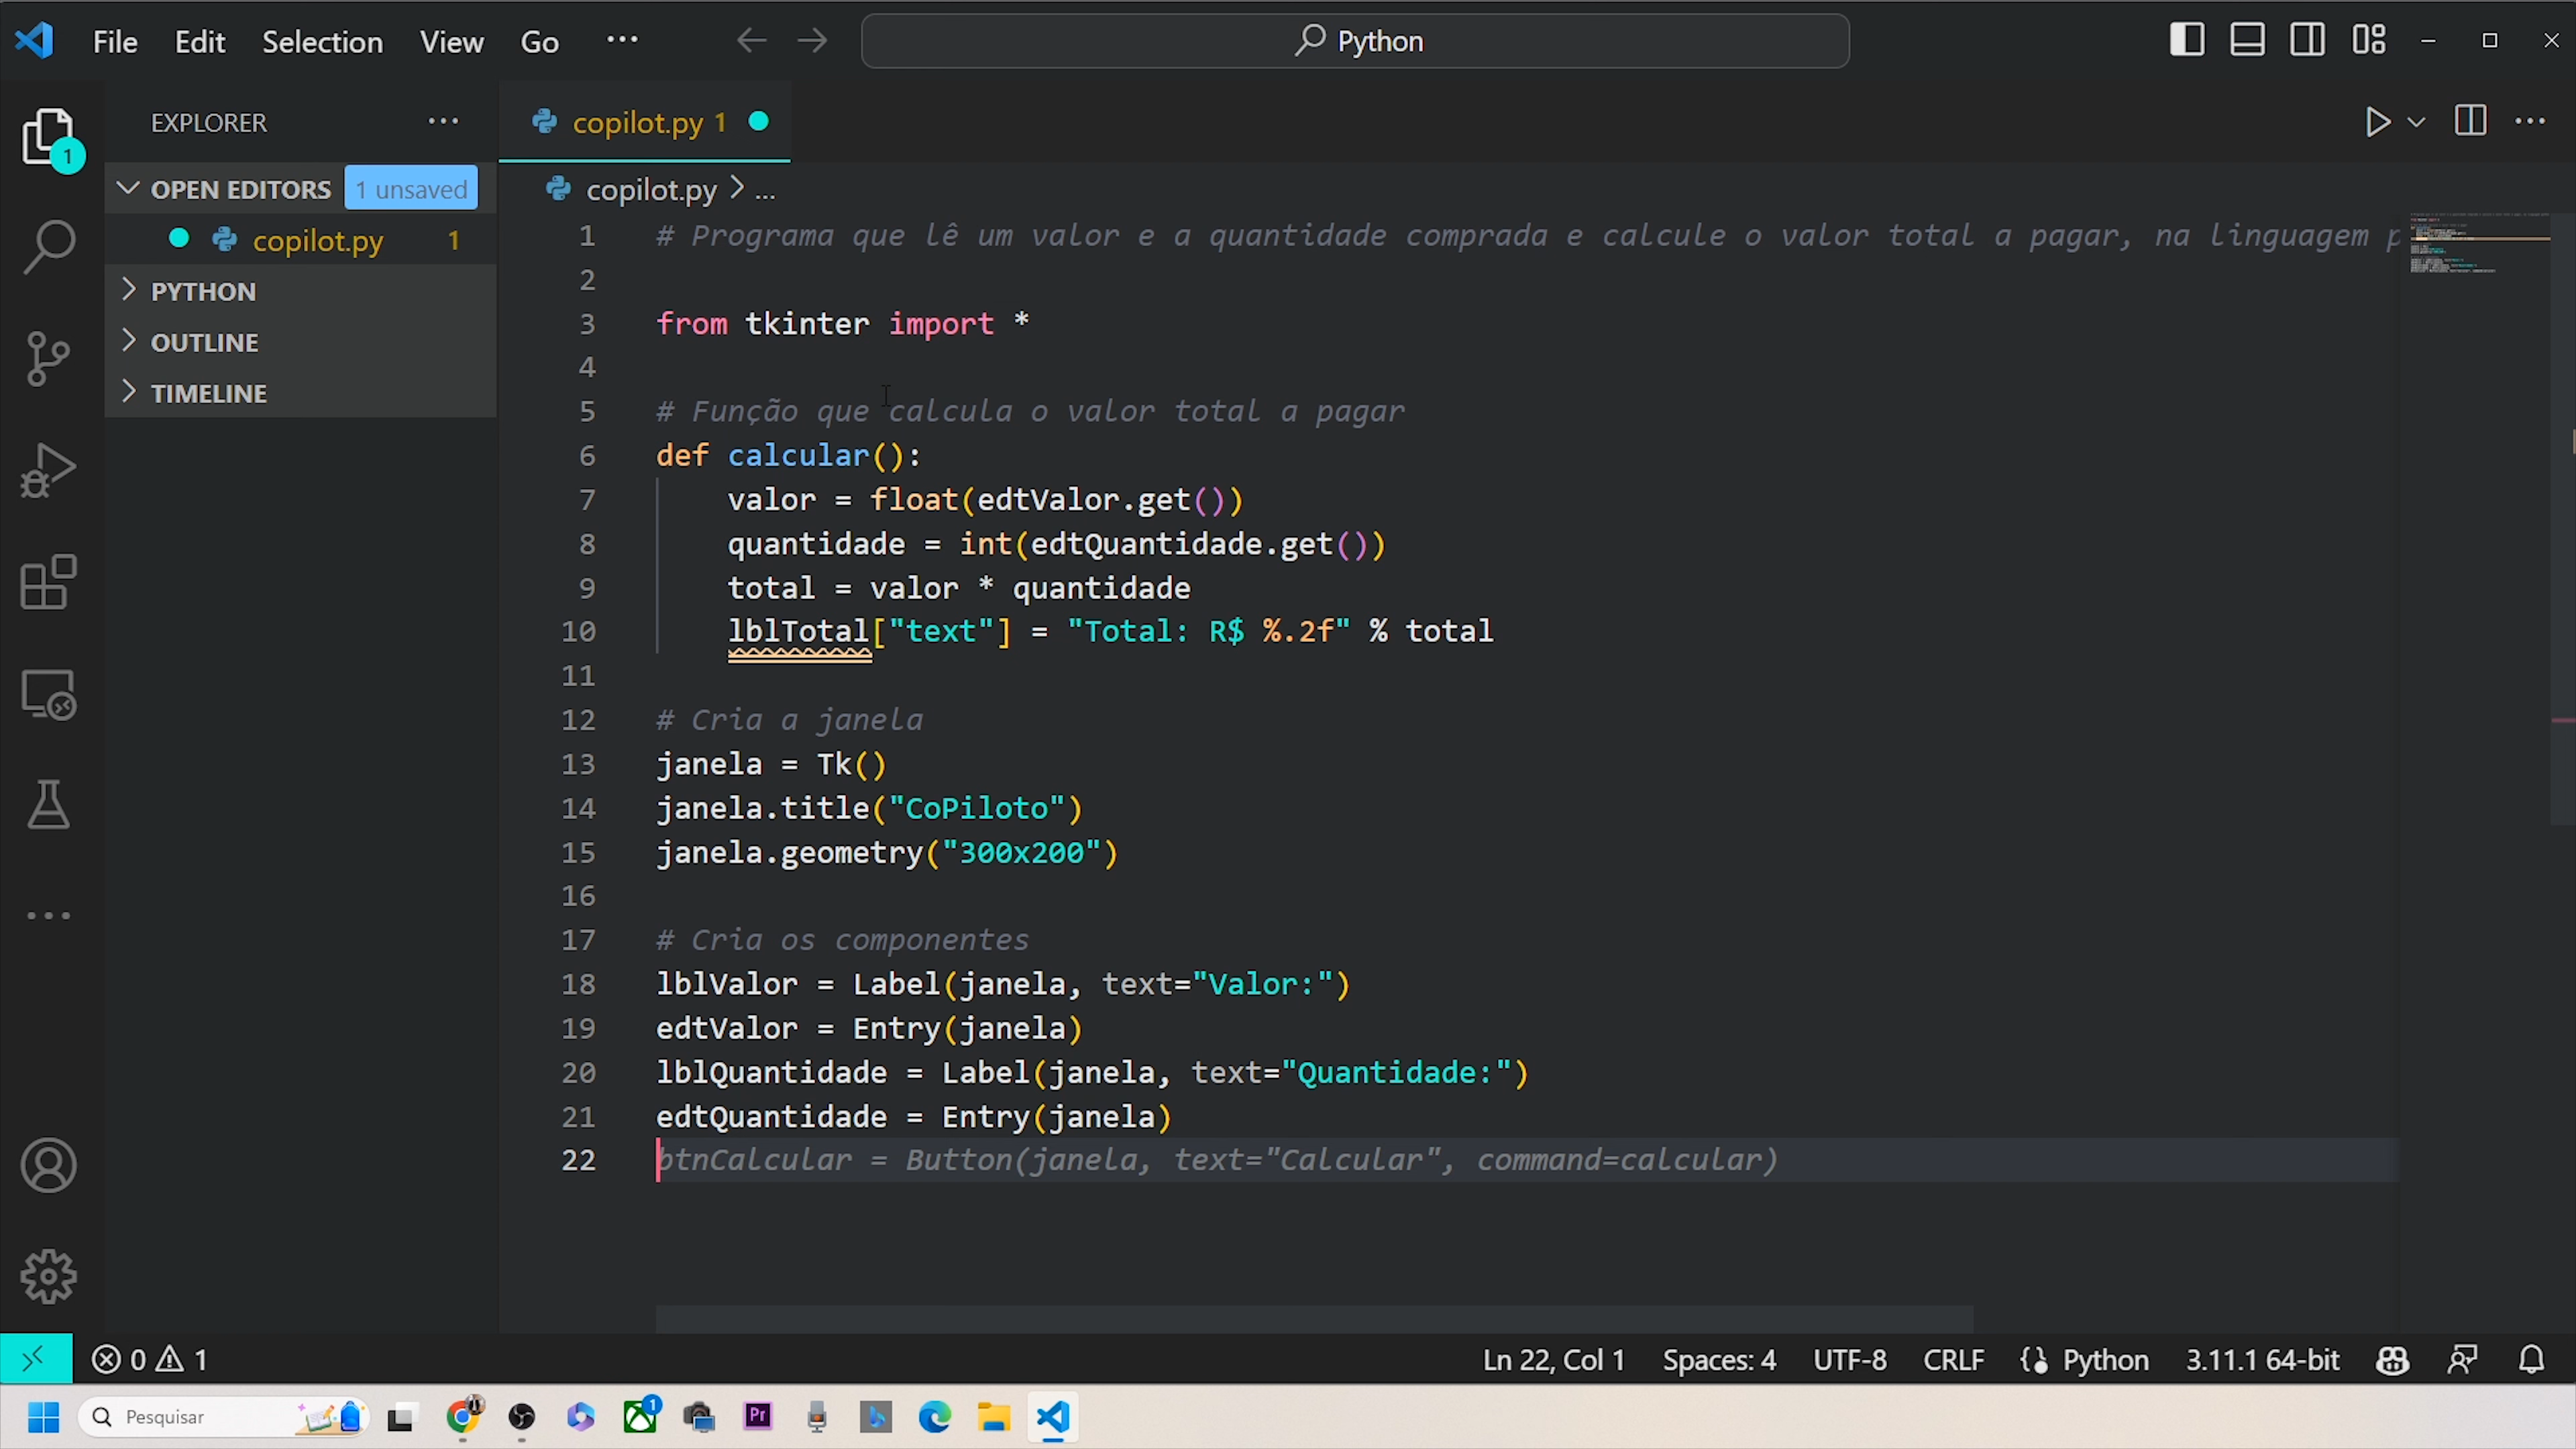 File Edit Selection View Go ··· Python
EXPLORER ···
OPEN EDITORS 1 unsaved
copilot.py 1
PYTHON
OUTLINE
TIMELINE
copilot.py 1
copilot.py > ...
1 # Programa que lê um valor e a quantidade comprada e calcule o valor total a pagar, na linguagem p
2
3 from tkinter import *
4
5 # Função que calcula o valor total a pagar
6 def calcular():
7 valor = float(edtValor.get())
8 quantidade = int(edtQuantidade.get())
9 total = valor * quantidade
10 lblTotal["text"] = "Total: R$ %.2f" % total
11
12 # Cria a janela
13 janela = Tk()
14 janela.title("CoPiloto")
15 janela.geometry("300x200")
16
17 # Cria os componentes
18 lblValor = Label(janela, text="Valor:")
19 edtValor = Entry(janela)
20 lblQuantidade = Label(janela, text="Quantidade:")
21 edtQuantidade = Entry(janela)
22 btnCalcular = Button(janela, text="Calcular", command=calcular)
1
0 1 Ln 22, Col 1 Spaces: 4 UTF-8 CRLF Python 3.11.1 64-bit
Pesquisar 1 Pr